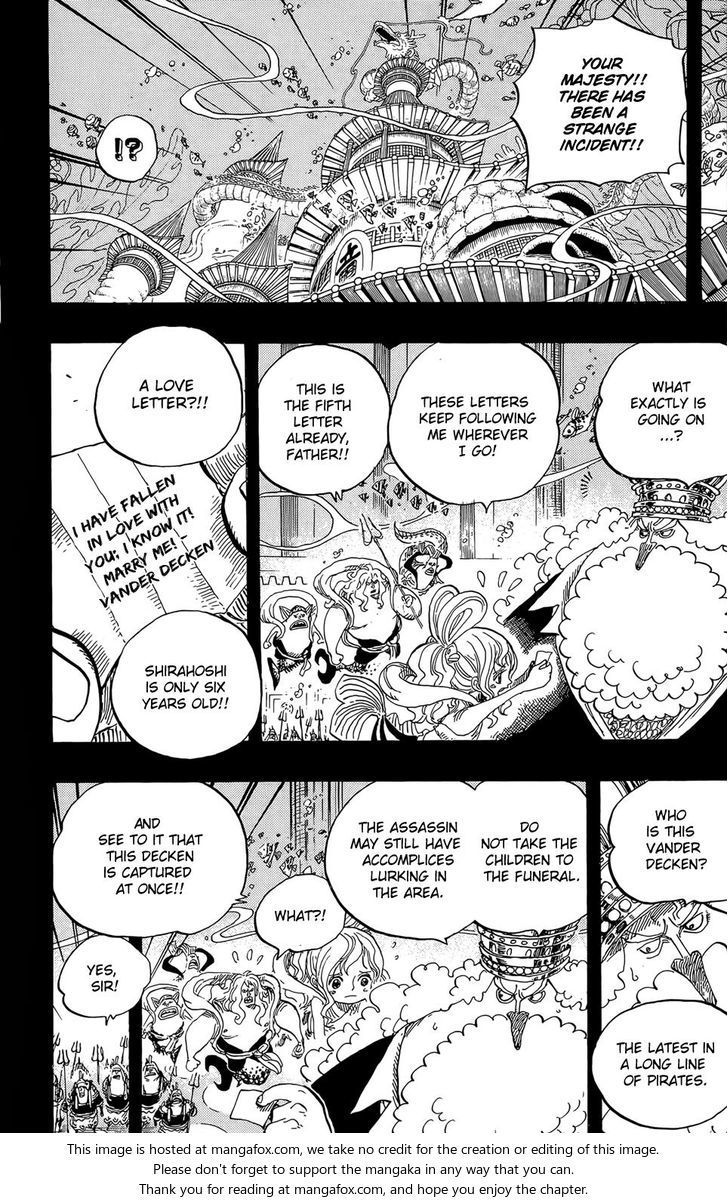 YOUR
MAJESTY!!
THERE HAS
BEEN A
STRANGE
INCIDENT!!
!?
WHAT
EXACTLY IS
GOING ON
...?
THESE LETTERS
KEEP FOLLOWING
ME WHEREVER
I GO!
THIS IS
THE FIFTH
LETTER
ALREADY,
FATHER!!
A LOVE
LETTER?!!
I HAVE FALLEN
IN LOVE WITH
YOU; I KNOW IT!
MARRY ME! -
VANDER DECKEN
SHIRAHOSHI
IS ONLY SIX
YEARS OLD!!
WHO
IS THIS
VANDER
DECKEN?
THE LATEST IN
A LONG LINE
OF PIRATES.
DO
NOT TAKE THE
CHILDREN TO
THE FUNERAL.
THE ASSASSIN
MAY STILL HAVE
ACCOMPLICES
LURKING IN
THE AREA.
WHAT?!
AND
SEE TO IT THAT
THIS DECKEN
IS CAPTURED
AT ONCE!!
YES,
SIR!
This image is hosted at mangafox.com, we take no credit for the creation or editing of this image.
Please don't forget to support the mangaka in any way that you can.
Thank you for reading at mangafox.com, and hope you enjoy the chapter.